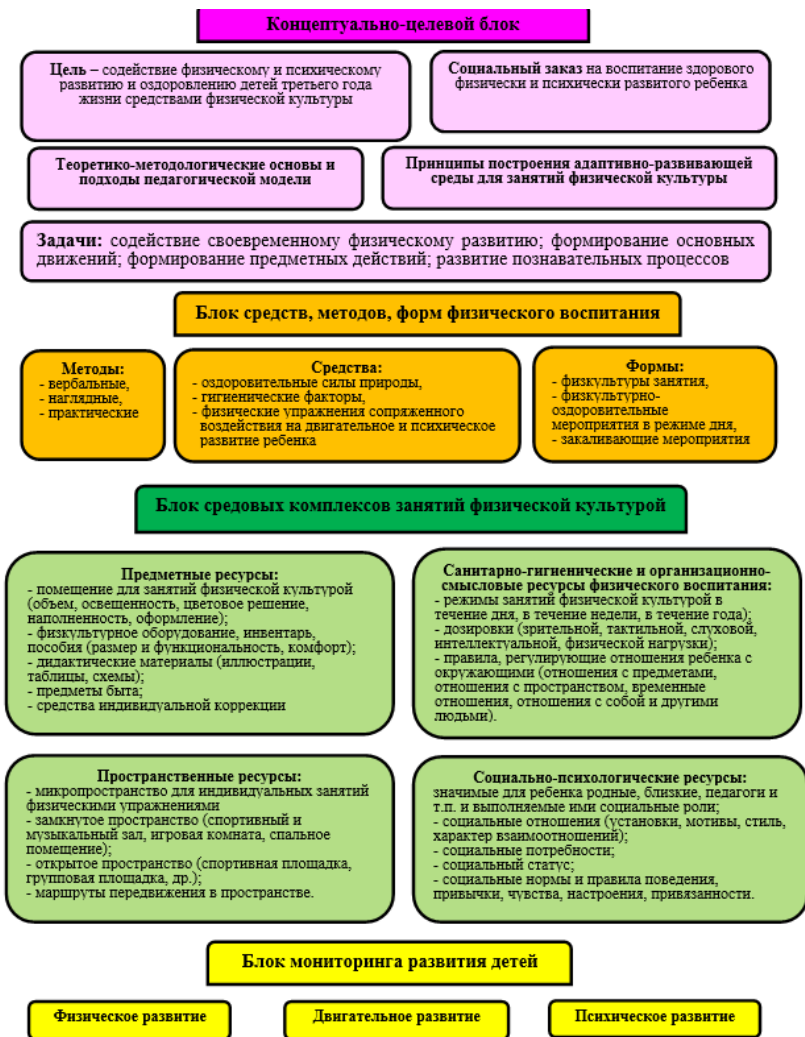 Концептуально-целевой блок
Цель – содействие физическому и психическому
развитию и оздоровлению детей третьего года
жизни средствами физической культуры
Социальный заказ на воспитание здорового
физически и психически развитого ребенка
Теоретико-методологические основы и
подходы педагогической модели
Принципы построения адаптивно-развивающей
среды для занятий физической культуры
Задачи: содействие своевременному физическому развитию; формирование основных
движений; формирование предметных действий; развитие познавательных процессов
Блок средств, методов, форм физического воспитания
Методы:
- вербальные,
- наглядные,
- практические
Средства:
- оздоровительные силы природы,
- гигиенические факторы,
- физические упражнения сопряженного
воздействия на двигательное и психическое
развитие ребенка
Формы:
- физкультуры занятия,
- физкультурно-
оздоровительные
мероприятия в режиме дня,
- закаливающие мероприятия
Блок средовых комплексов занятий физической культурой
Предметные ресурсы:
- помещение для занятий физической культурой
(объем, освещенность, цветовое решение,
наполненность, оформление);
- физкультурное оборудование, инвентарь,
пособия (размер и функциональность, комфорт);
- дидактические материалы (иллюстрации,
таблицы, схемы);
- предметы быта;
- средства индивидуальной коррекции
Санитарно-гигиенические и организационно-
смысловые ресурсы физического воспитания:
- режимы занятий физической культурой в
течение дня, в течение недели, в течение года);
- дозировки (зрительной, тактильной, слуховой,
интеллектуальной, физической нагрузки);
- правила, регулирующие отношения ребенка с
окружающими (отношения с предметами,
отношения с пространством, временные
отношения, отношения с собой и другими
людьми).
Пространственные ресурсы:
- микропространство для индивидуальных занятий
физическими упражнениями
- замкнутое пространство (спортивный и
музыкальный зал, игровая комната, спальное
помещение);
- открытое пространство (спортивная площадка,
групповая площадка, др.);
- маршруты передвижения в пространстве.
Социально-психологические ресурсы:
значимые для ребенка родные, близкие, педагоги и
т.п. и выполняемые ими социальные роли;
- социальные отношения (установки, мотивы, стиль,
характер взаимоотношений);
- социальные потребности;
- социальный статус;
- социальные нормы и правила поведения,
привычки, чувства, настроения, привязанности.
Блок мониторинга развития детей
Физическое развитие
Двигательное развитие
Психическое развитие